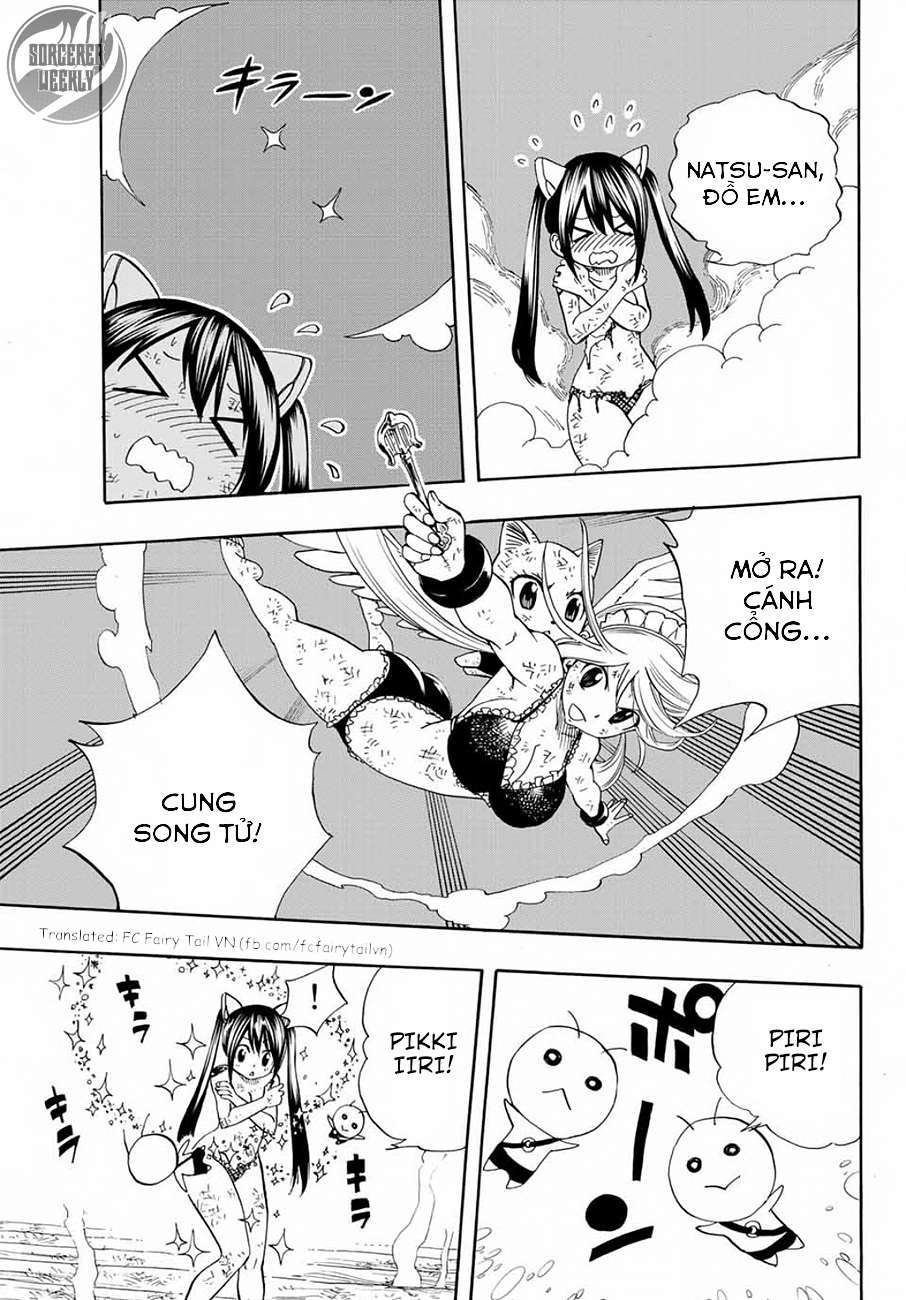 SORCERER
WEEKLY
NATSU-SAN,
ĐỒ EM...
キラーン
MỞ RA!
CÁNH
CỔNG...
CUNG
SONG TỬ!
Translated: FC Fairy Tail VN (fb.com/fcfairytailvn)
PIRI
PIRI!
ポーン
PIKKI
IIRI!
!
キラ
キラ
キラ